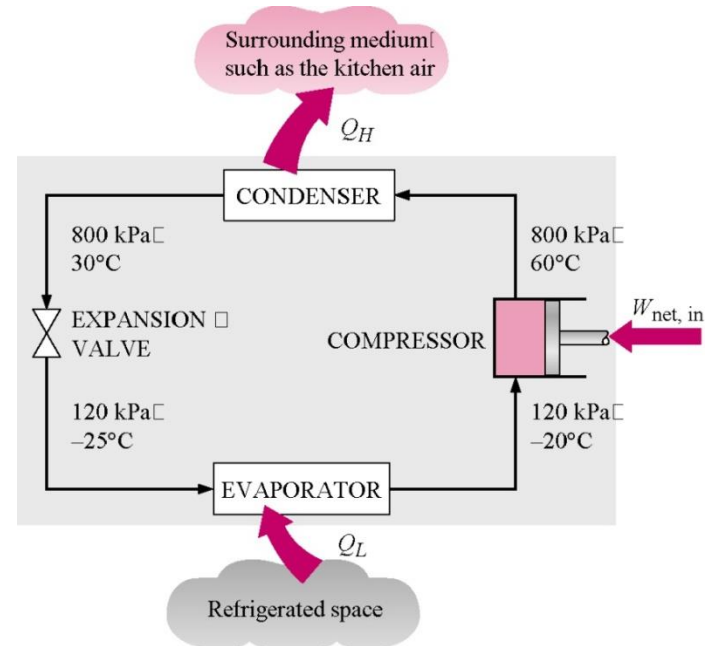 Surrounding medium□
such as the kitchen air
Q_H
CONDENSER
800 kPa□
30°C
800 kPa□
60°C
EXPANSION □
VALVE
COMPRESSOR
W_net, in
120 kPa□
–25°C
120 kPa□
–20°C
EVAPORATOR
Q_L
Refrigerated space